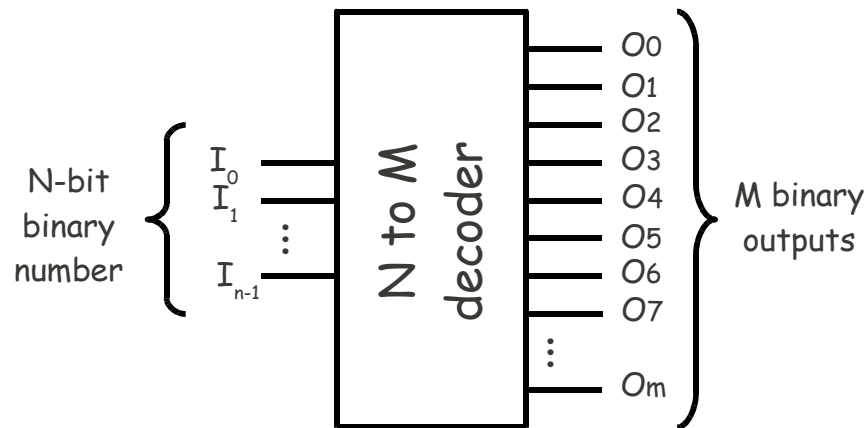 N-bit
binary
number
I0
I1
⋮
In-1
N to M
decoder
O0
O1
O2
O3
O4
O5
O6
O7
⋮
Om
M binary
outputs